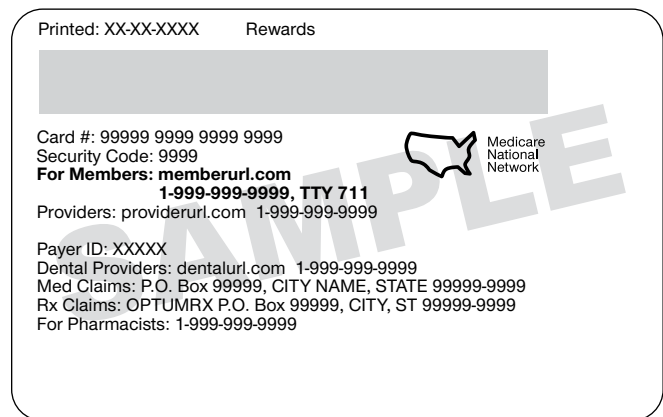 Printed: XX-XX-XXXX Rewards
Card #: 99999 9999 9999 9999
Security Code: 9999
For Members: memberurl.com
1-999-999-9999, TTY 711
Providers: providerurl.com 1-999-999-9999
Medicare
National
Network
SAMPLE
Payer ID: XXXXX
Dental Providers: dentalurl.com 1-999-999-9999
Med Claims: P.O. Box 99999, CITY NAME, STATE 99999-9999
Rx Claims: OPTUMRX P.O. Box 99999, CITY, ST 99999-9999
For Pharmacists: 1-999-999-9999